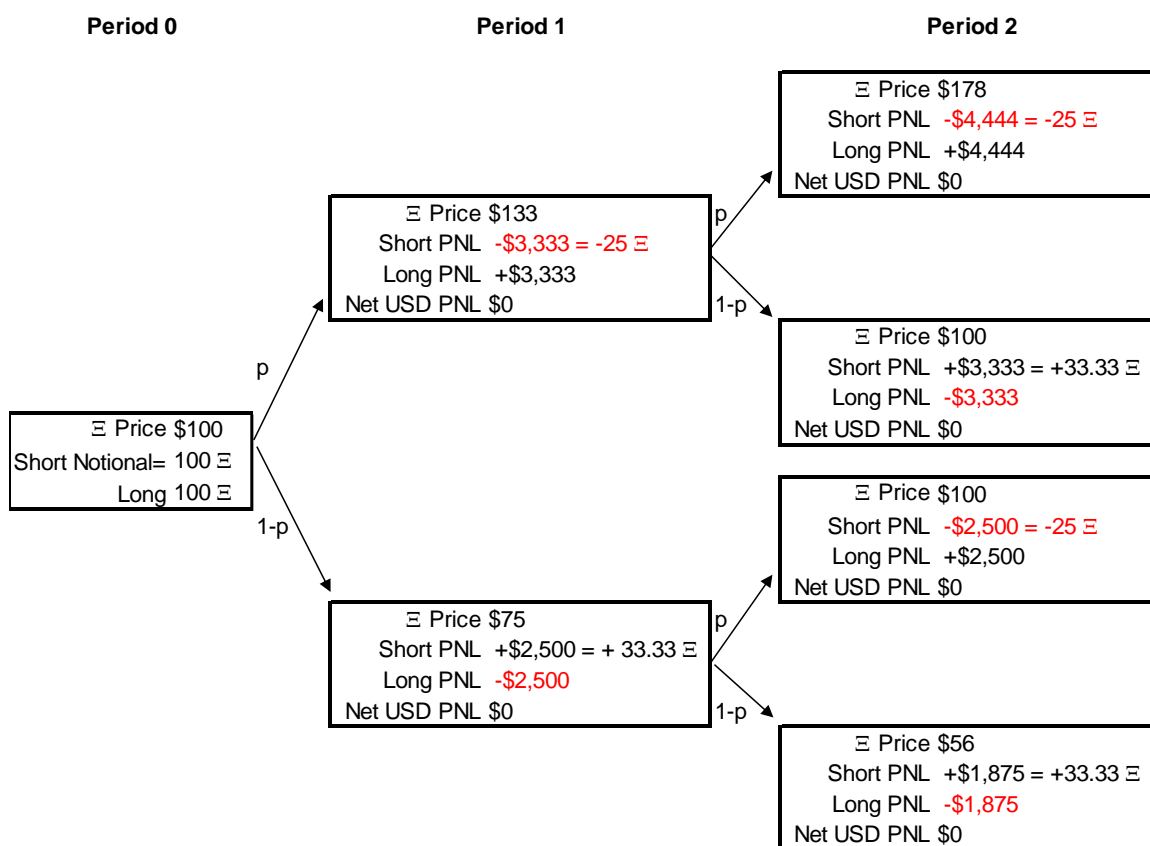 Period 0
Period 1
Period 2
Ξ Price $178
Short PNL -$4,444 = -25 Ξ
Long PNL +$4,444
Net USD PNL $0
Ξ Price $133
Short PNL -$3,333 = -25 Ξ
Long PNL +$3,333
Net USD PNL $0
p
1-p
Ξ Price $100
Short PNL +$3,333 = +33.33 Ξ
Long PNL -$3,333
Net USD PNL $0
p
Ξ Price $100
Short Notional= 100 Ξ
Long 100 Ξ
1-p
Ξ Price $100
Short PNL -$2,500 = -25 Ξ
Long PNL +$2,500
Net USD PNL $0
Ξ Price $75
Short PNL +$2,500 = + 33.33 Ξ
Long PNL -$2,500
Net USD PNL $0
p
1-p
Ξ Price $56
Short PNL +$1,875 = +33.33 Ξ
Long PNL -$1,875
Net USD PNL $0